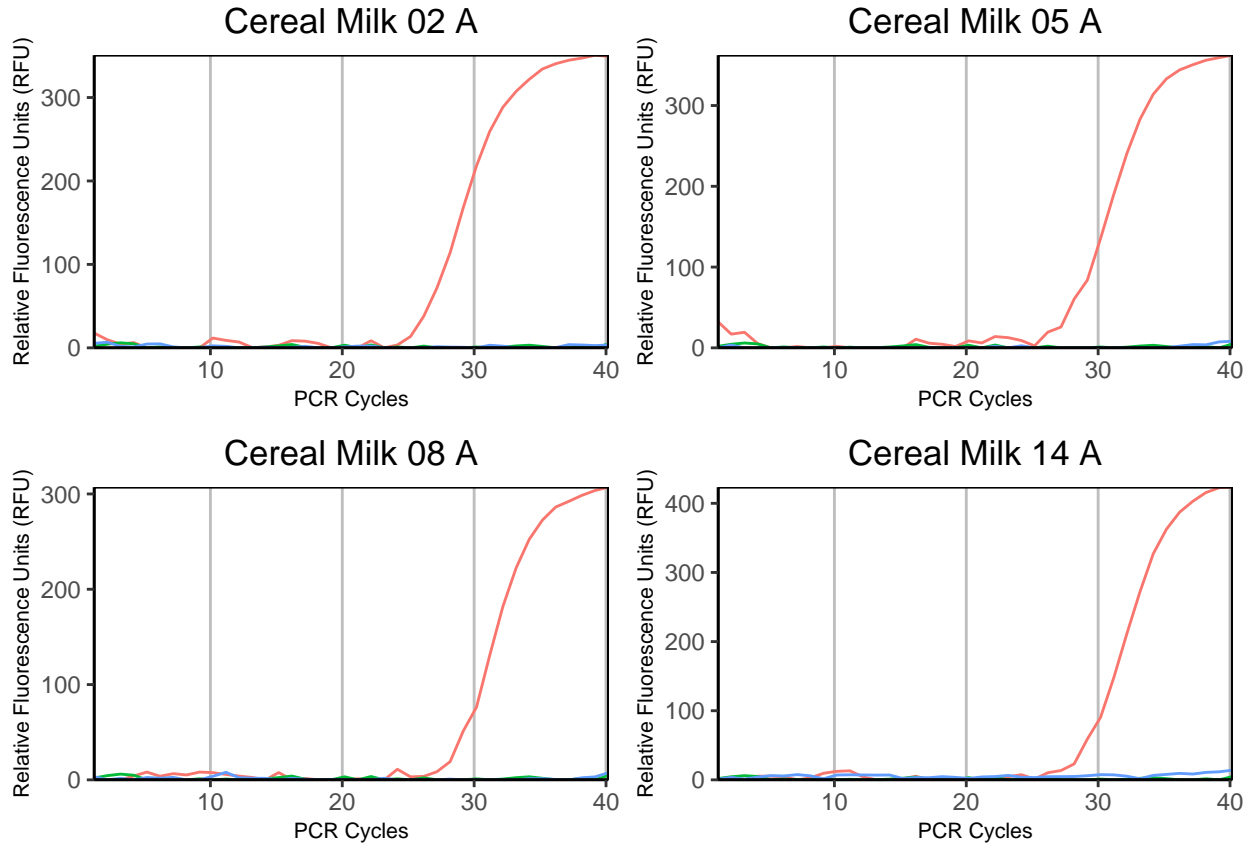 Cereal Milk 02 A
Relative Fluorescence Units (RFU)
300
200
100
0
10 20 30 40
PCR Cycles
Cereal Milk 05 A
Relative Fluorescence Units (RFU)
300
200
100
0
10 20 30 40
PCR Cycles
Cereal Milk 08 A
Relative Fluorescence Units (RFU)
300
200
100
0
10 20 30 40
PCR Cycles
Cereal Milk 14 A
Relative Fluorescence Units (RFU)
400
300
200
100
0
10 20 30 40
PCR Cycles